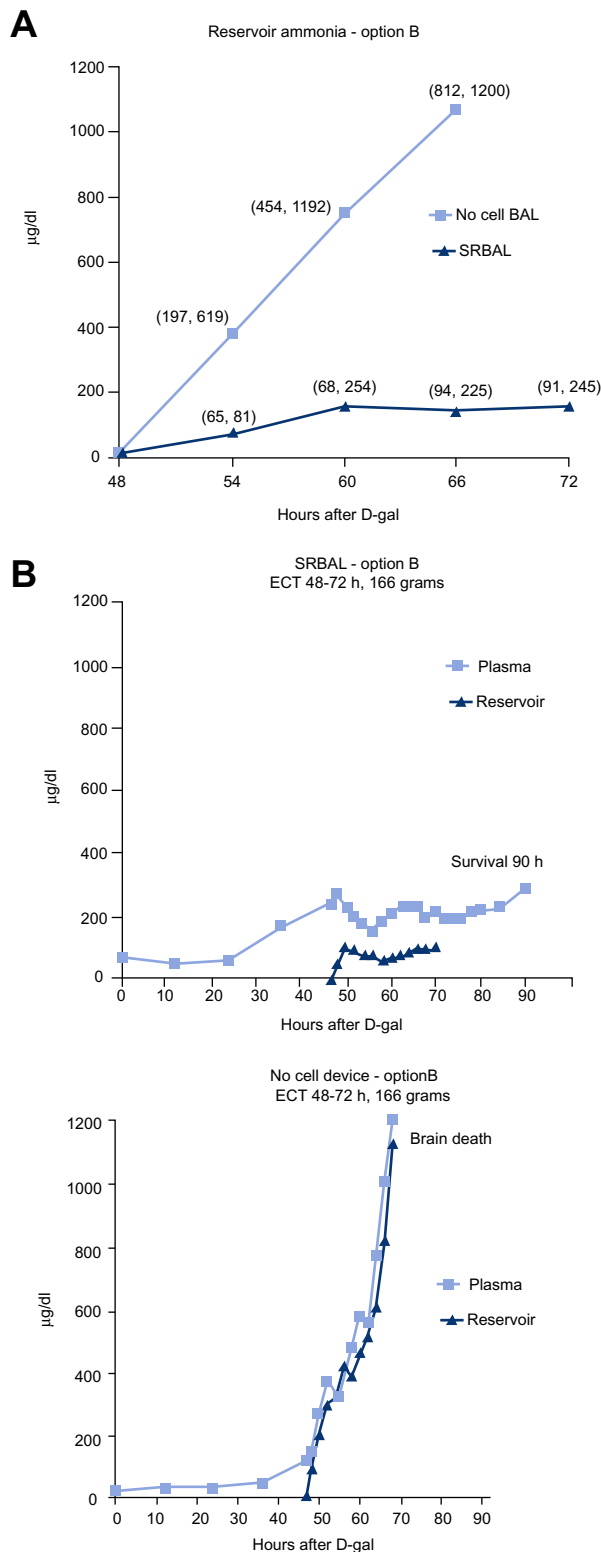 A
Reservoir ammonia - option B
1200
1000
800
600
400
200
0
µg/dl
(812, 1200)
(454, 1192)
(197, 619)
(65, 81)
(68, 254)
(94, 225)
(91, 245)
No cell BAL
SRBAL
48 54 60 66 72
Hours after D-gal
B
SRBAL - option B
ECT 48-72 h, 166 grams
1200
1000
800
600
400
200
0
µg/dl
Plasma
Reservoir
Survival 90 h
0 10 20 30 40 50 60 70 80 90
Hours after D-gal
No cell device - optionB
ECT 48-72 h, 166 grams
1200
1000
800
600
400
200
0
µg/dl
Brain death
Plasma
Reservoir
0 10 20 30 40 50 60 70 80 90
Hours after D-gal